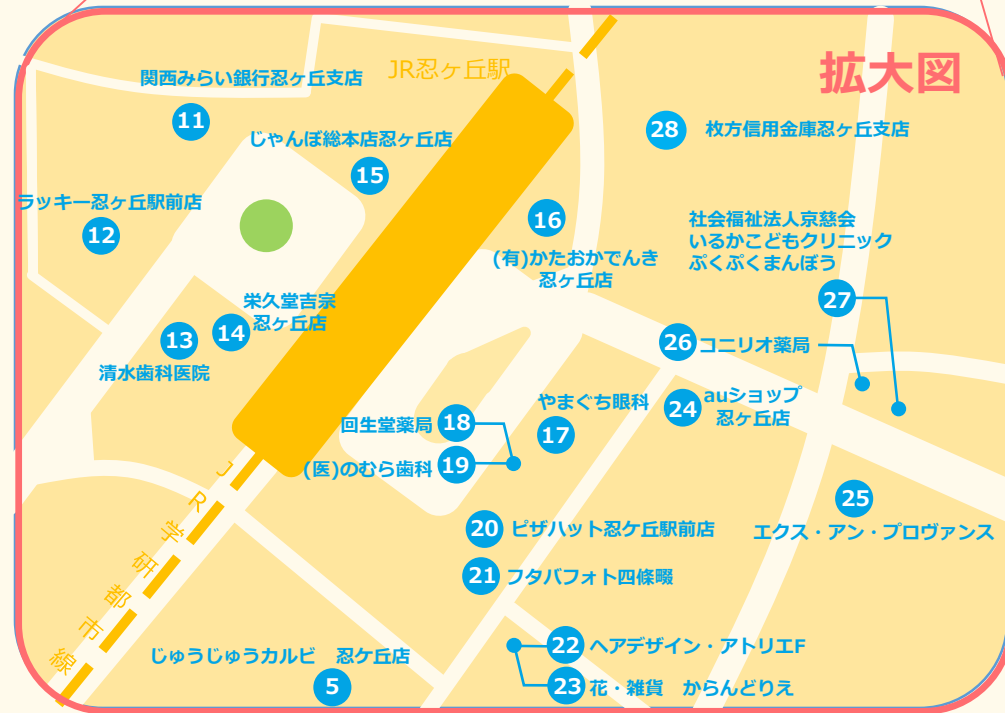 拡大図
JR忍ヶ丘駅
関西みらい銀行忍ヶ丘支店
11
じゃんぼ総本店忍ヶ丘店
15
ラッキー忍ヶ丘駅前店
12
28 枚方信用金庫忍ヶ丘支店
16
(有)かたおかでんき
忍ヶ丘店
社会福祉法人京慈会
いるかこどもクリニック
ぷくぷくまんぼう
27
栄久堂吉宗
忍ヶ丘店
14
13
清水歯科医院
26 コニリオ薬局
24 auショップ
忍ヶ丘店
やまぐち眼科
17
回生堂薬局 18
(医)のむら歯科 19
25
エクス・アン・プロヴァンス
20 ピザハット忍ケ丘駅前店
21 フタバフォト四條畷
22 ヘアデザイン・アトリエF
23 花・雑貨　からんどりえ
じゅうじゅうカルビ　忍ケ丘店
5
JR学研都市線